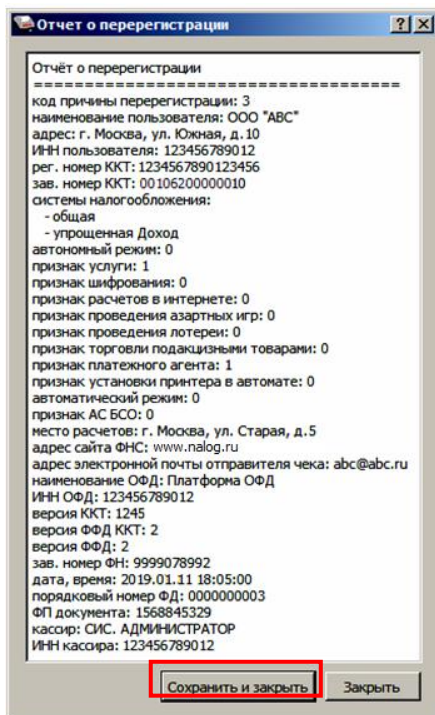 Отчет о перерегистрации
Отчёт о перерегистрации
====================================
код причины перерегистрации: 3
наименование пользователя: ООО "АВС"
адрес: г. Москва, ул. Южная, д.10
ИНН пользователя: 123456789012
рег. номер ККТ: 1234567890123456
зав. номер ККТ: 00106200000010
системы налогообложения:
- общая
- упрощенная Доход
автономный режим: 0
признак услуги: 1
признак шифрования: 0
признак расчетов в интернете: 0
признак проведения азартных игр: 0
признак проведения лотереи: 0
признак торговли подакцизными товарами: 0
признак платежного агента: 1
признак установки принтера в автомате: 0
автоматический режим: 0
признак АС БСО: 0
место расчетов: г. Москва, ул. Старая, д.5
адрес сайта ФНС: www.nalog.ru
адрес электронной почты отправителя чека: abc@abc.ru
наименование ОФД: Платформа ОФД
ИНН ОФД: 123456789012
версия ККТ: 1245
версия ФФД ККТ: 2
версия ФФД: 2
зав. номер ФН: 9999078992
дата, время: 2019.01.11 18:05:00
порядковый номер ФД: 0000000003
ФП документа: 1568845329
кассир: СИС. АДМИНИСТРАТОР
ИНН кассира: 123456789012
Сохранить и закрыть Закрыть